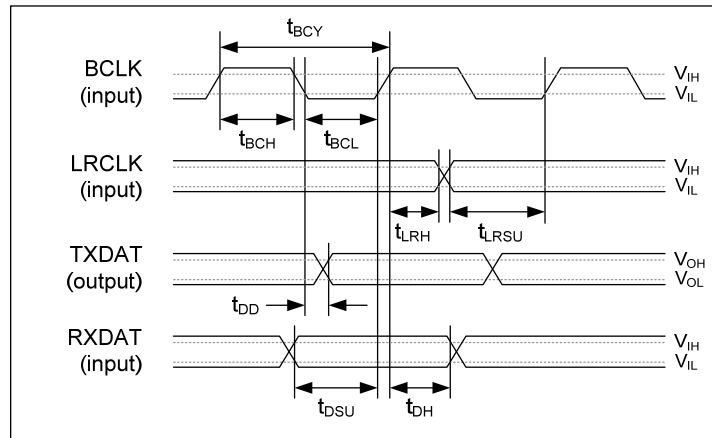 tBCY
BCLK
(input)
VIH
VIL
tBCH
tBCL
LRCLK
(input)
VIH
VIL
tLRH
tLRSU
TXDAT
(output)
VOH
VOL
tDD
RXDAT
(input)
VIH
VIL
tDSU
tDH